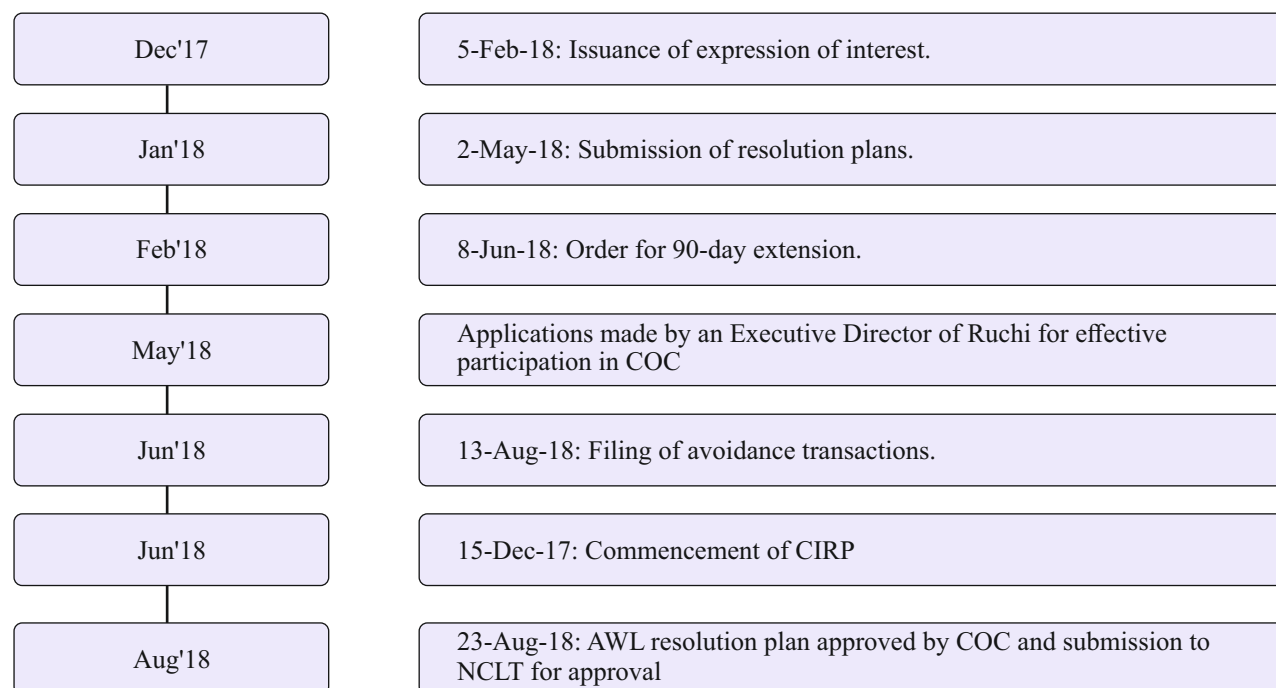 Dec'17
5-Feb-18: Issuance of expression of interest.
Jan'18
2-May-18: Submission of resolution plans.
Feb'18
8-Jun-18: Order for 90-day extension.
May'18
Applications made by an Executive Director of Ruchi for effective
participation in COC
Jun'18
13-Aug-18: Filing of avoidance transactions.
Jun'18
15-Dec-17: Commencement of CIRP
Aug'18
23-Aug-18: AWL resolution plan approved by COC and submission to
NCLT for approval